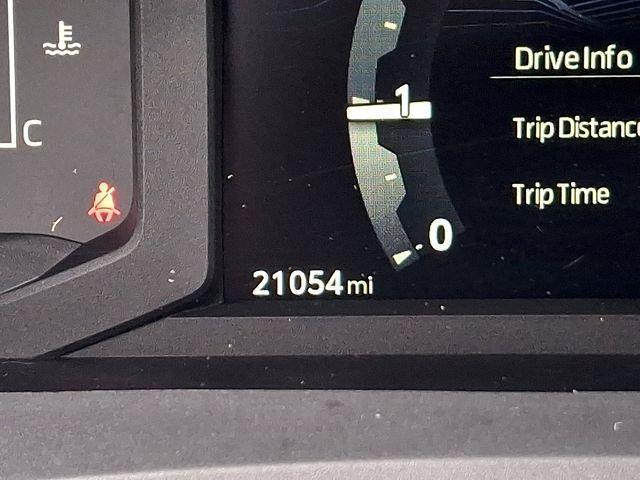 Drive Info
1
C
Trip Distance
Trip Time
0
21054 mi